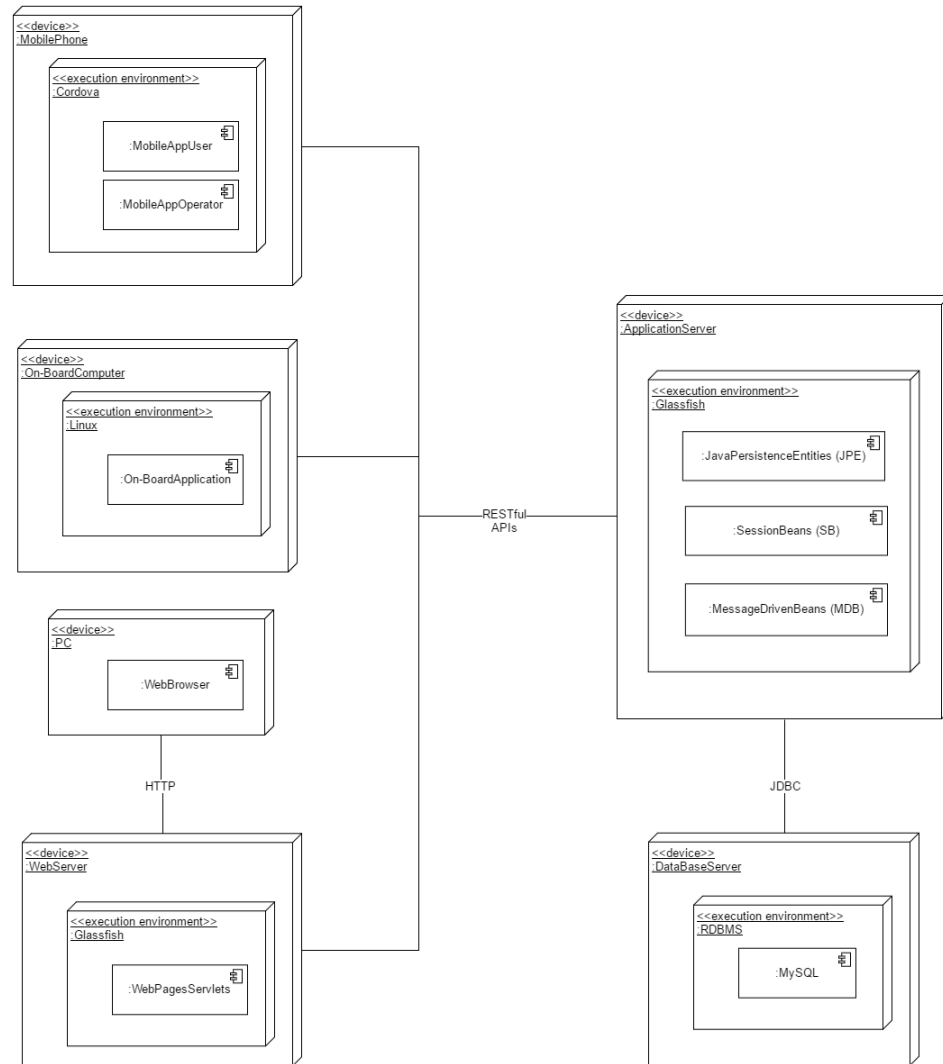 <<device>>
:MobilePhone
<<execution environment>>
:Cordova
:MobileAppUser
:MobileAppOperator
<<device>>
:On-BoardComputer
<<execution environment>>
:Linux
:On-BoardApplication
<<device>>
:PC
:WebBrowser
HTTP
<<device>>
:WebServer
<<execution environment>>
:Glassfish
:WebPagesServlets
RESTful
APIs
<<device>>
:ApplicationServer
<<execution environment>>
:Glassfish
:JavaPersistenceEntities (JPE)
:SessionBeans (SB)
:MessageDrivenBeans (MDB)
JDBC
<<device>>
:DataBaseServer
<<execution environment>>
:RDBMS
:MySQL